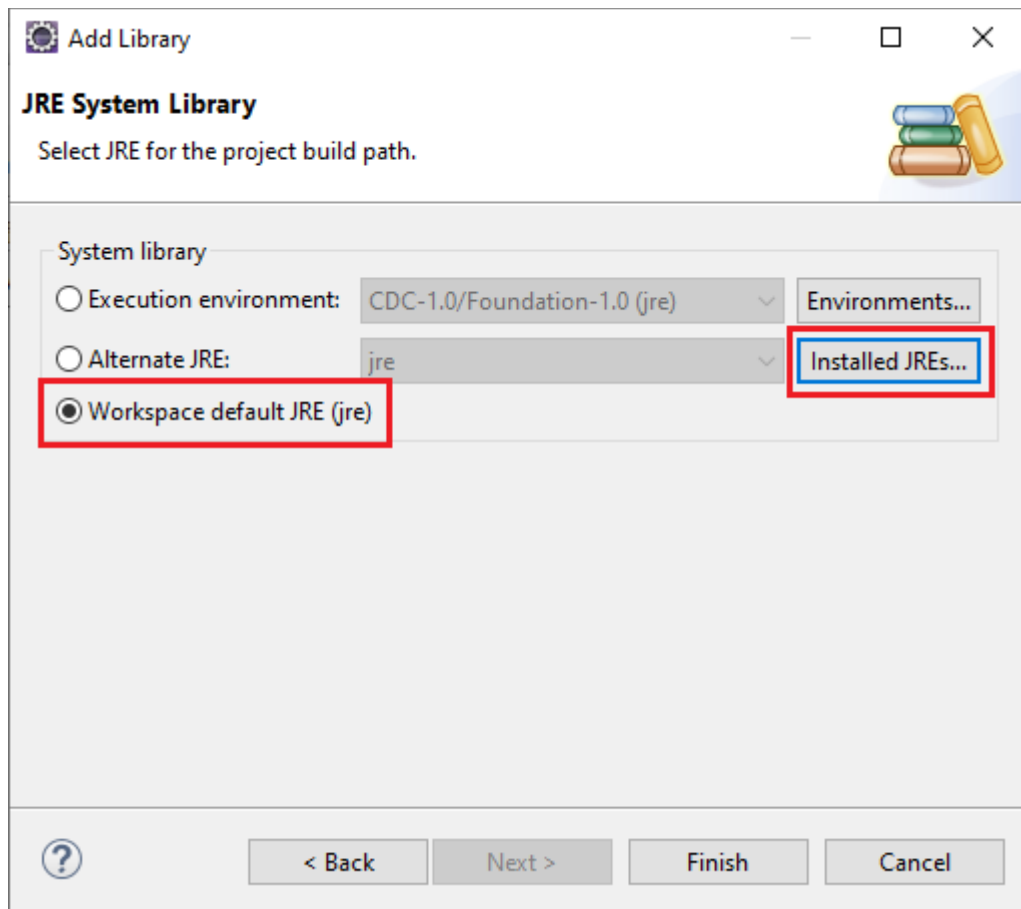 Add Library
JRE System Library
Select JRE for the project build path.
System library
Execution environment: CDC-1.0/Foundation-1.0 (jre) Environments...
Alternate JRE: jre Installed JREs...
Workspace default JRE (jre)
? < Back Next > Finish Cancel